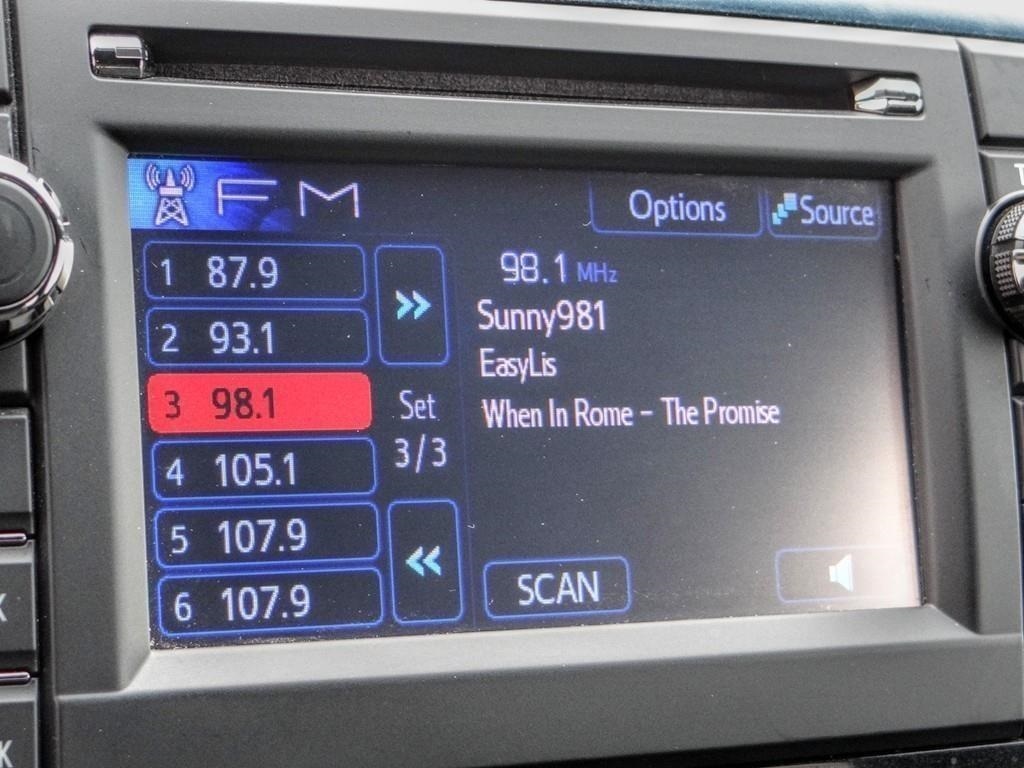 FM
Options
Source
1 87.9
2 93.1
3 98.1
4 105.1
5 107.9
6 107.9
>>
Set
3/3
<<
98.1 MHz
Sunny981
EasyLis
When In Rome - The Promise
SCAN